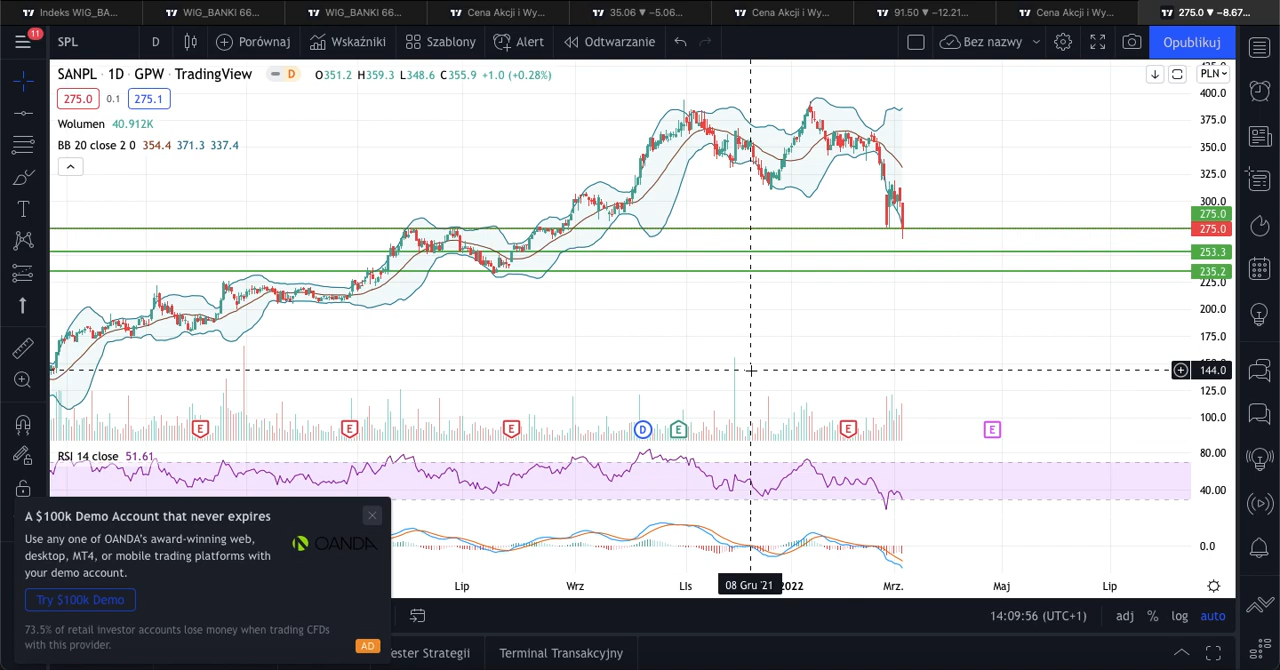 Indeks WIG_BA...
WIG_BANKI 66...
WIG_BANKI 66...
Cena Akcji i Wy...
35.06 ▼ −5.06...
Cena Akcji i Wy...
91.50 ▼ −12.21...
Cena Akcji i Wy...
275.0 ▼ −8.67...
11
SPL
D
Porównaj
Wskaźniki
Szablony
Alert
Odtwarzanie
Bez nazwy
Opublikuj
SANPL · 1D · GPW · TradingView
D
O351.2 H359.3 L348.6 C355.9 +1.0 (+0.28%)
PLN
275.0 0.1 275.1
Wolumen 40.912K
BB 20 close 2 0 354.4 371.3 337.4
425.0
400.0
375.0
350.0
325.0
300.0
275.0
275.0
253.3
235.2
225.0
200.0
175.0
150.0
144.0
125.0
100.0
E
E
E
D
E
E
E
RSI 14 close 51.61
80.00
40.00
0.0
A $100k Demo Account that never expires
Use any one of OANDA's award-winning web,
desktop, MT4, or mobile trading platforms with
your demo account.
OANDA
Try $100k Demo
73.5% of retail investor accounts lose money when trading CFDs
with this provider.
AD
Lip
Wrz
Lis
08 Gru '21
2022
Mrz.
Maj
Lip
14:09:56 (UTC+1)
adj
%
log
auto
ester Strategii
Terminal Transakcyjny